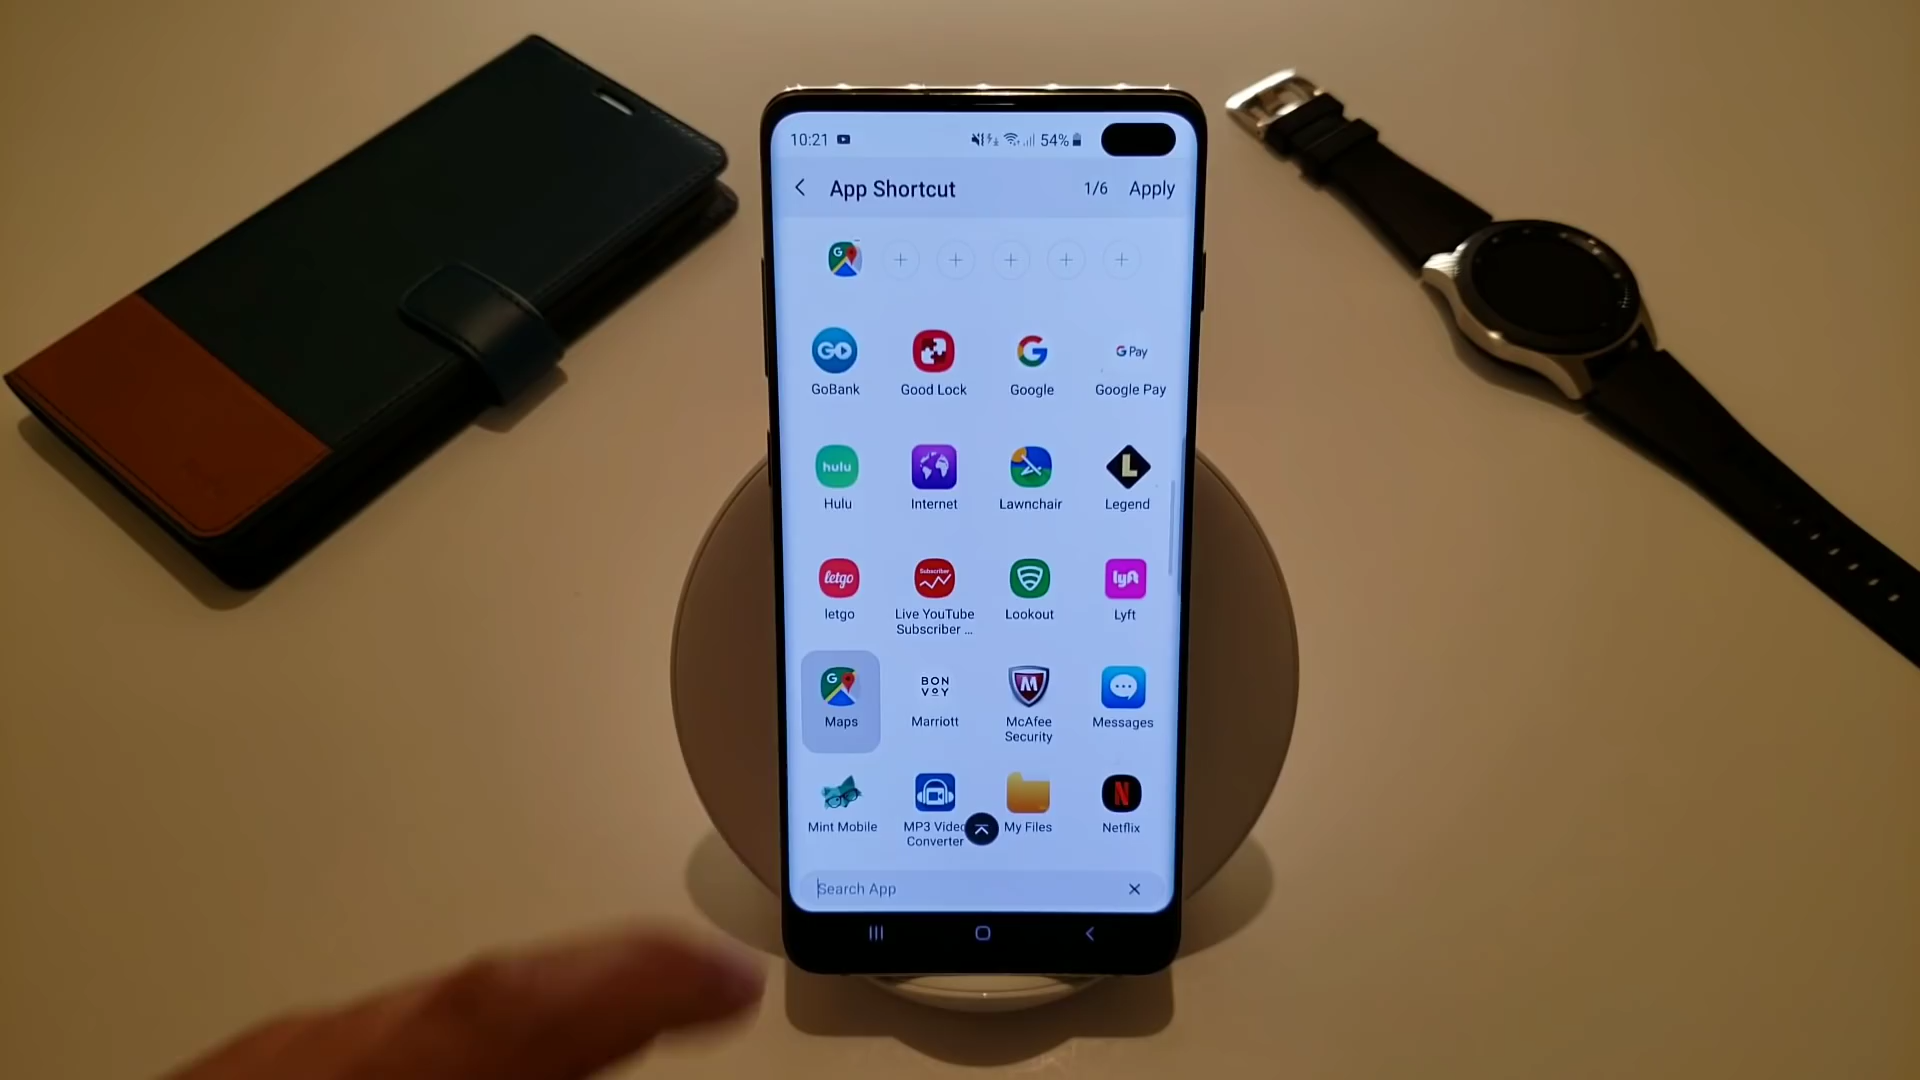 10:21 54%
App Shortcut 1/6 Apply
G
GO G Pay
GoBank Good Lock Google Google Pay
hulu L
Hulu Internet Lawnchair Legend
letgo Subscriber lyft
letgo Live YouTube Lookout Lyft
Subscriber ...
G BON M
VOY
Maps Marriott McAfee Messages
Security
N
Mint Mobile MP3 Video My Files Netflix
Converter
Search App